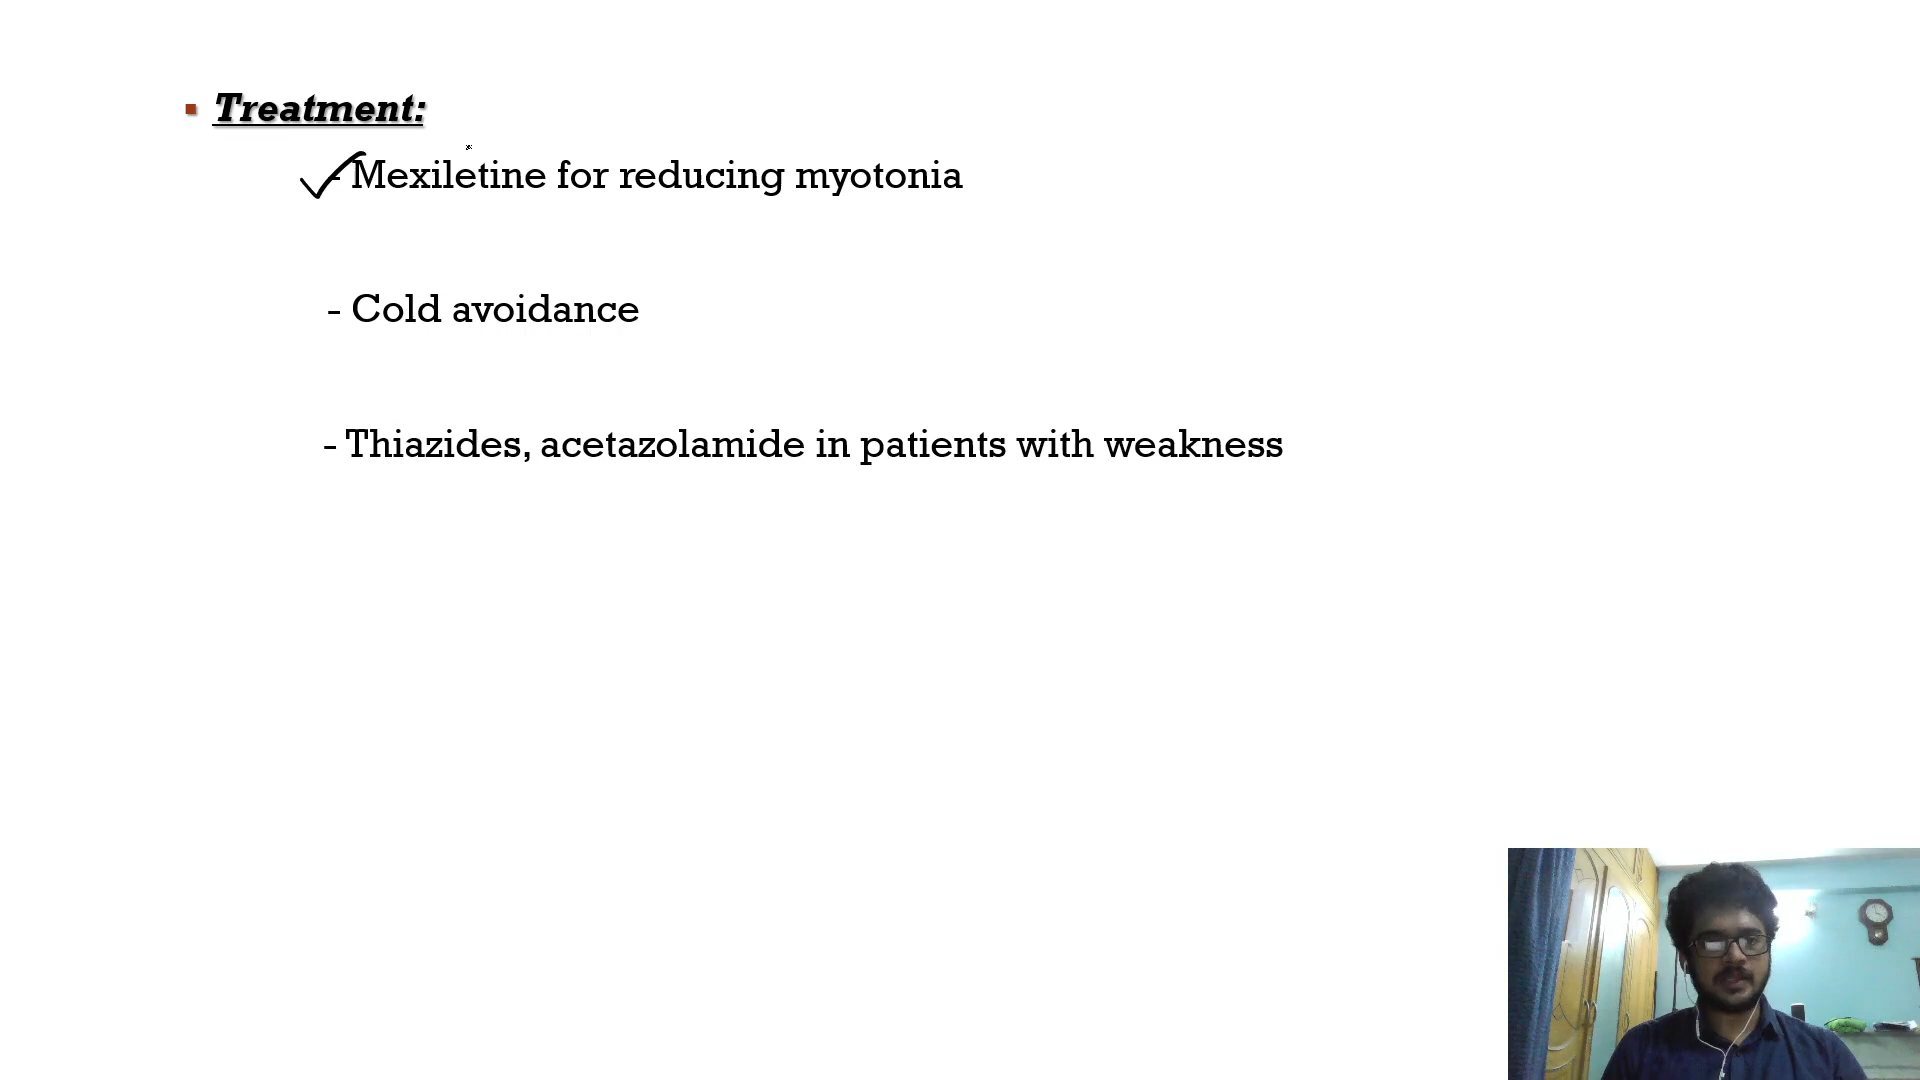 Treatment:
- Mexiletine for reducing myotonia
- Cold avoidance
- Thiazides, acetazolamide in patients with weakness